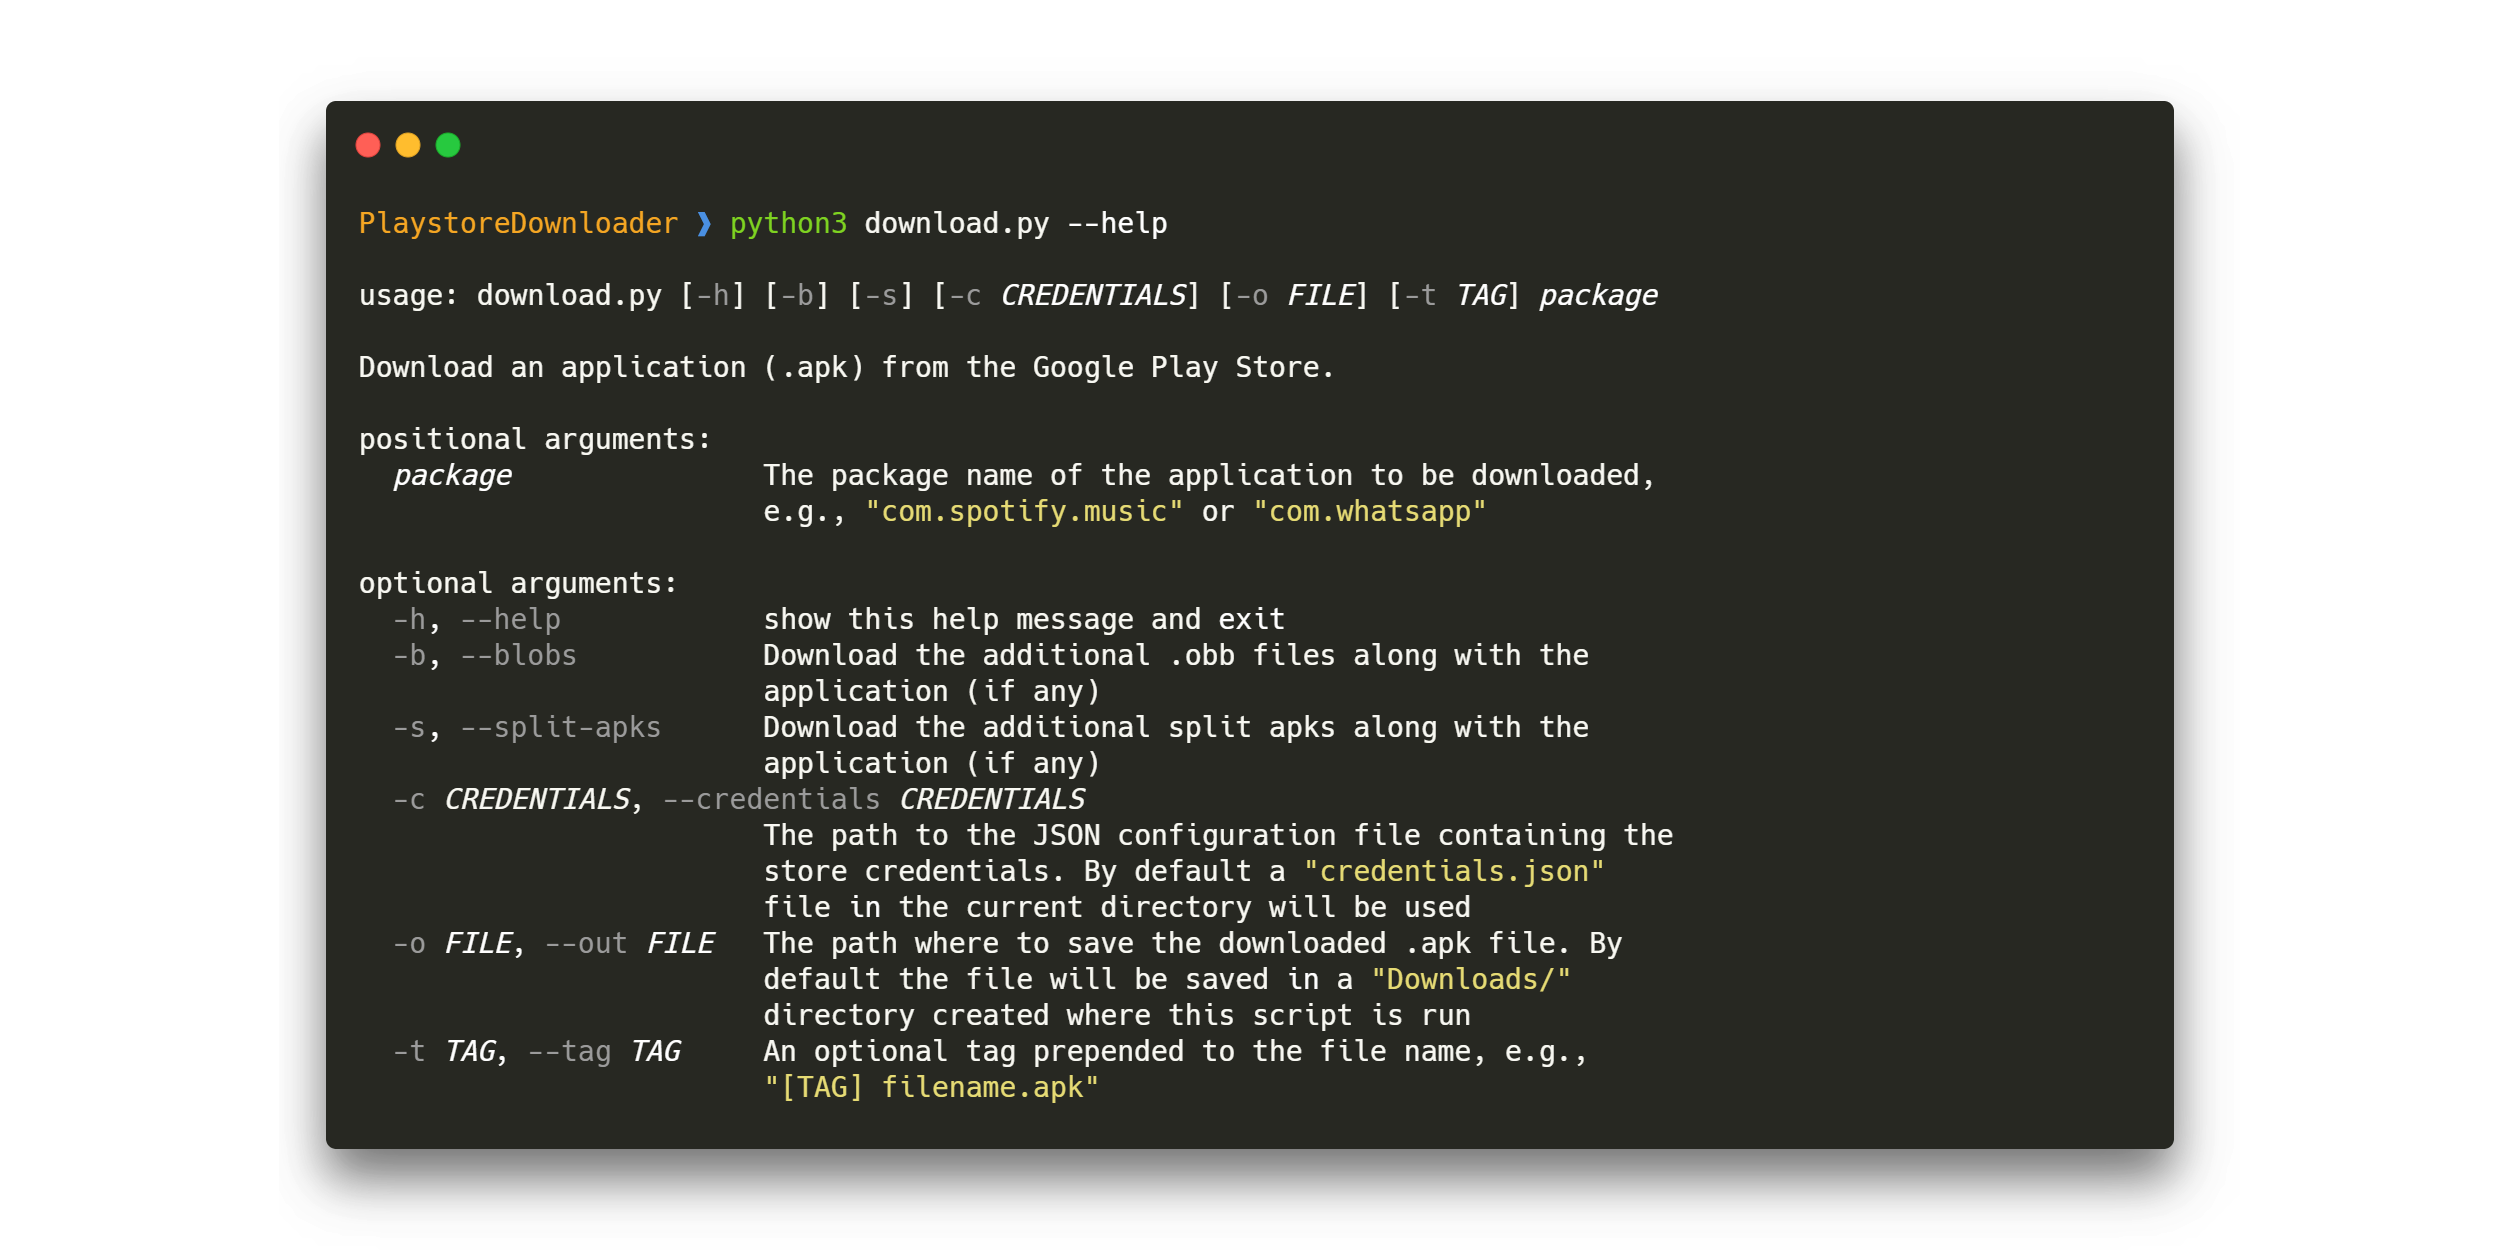 PlaystoreDownloader ❱ python3 download.py --help
usage: download.py [-h] [-b] [-s] [-c CREDENTIALS] [-o FILE] [-t TAG] package
Download an application (.apk) from the Google Play Store.
positional arguments:
package The package name of the application to be downloaded,
e.g., "com.spotify.music" or "com.whatsapp"
optional arguments:
-h, --help show this help message and exit
-b, --blobs Download the additional .obb files along with the
application (if any)
-s, --split-apks Download the additional split apks along with the
application (if any)
-c CREDENTIALS, --credentials CREDENTIALS
The path to the JSON configuration file containing the
store credentials. By default a "credentials.json"
file in the current directory will be used
-o FILE, --out FILE The path where to save the downloaded .apk file. By
default the file will be saved in a "Downloads/"
directory created where this script is run
-t TAG, --tag TAG An optional tag prepended to the file name, e.g.,
"[TAG] filename.apk"